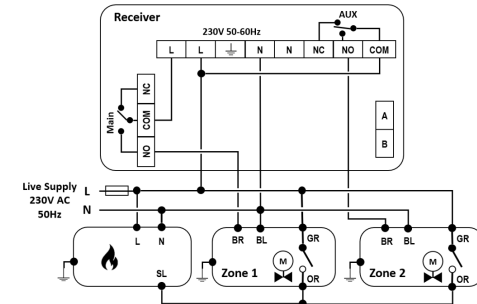 Receiver
AUX
230V 50-60Hz
L L N N NC NO COM
NC
COM
NO
Main
A
B
Live Supply L
230V AC
50Hz
N
L N
SL
BR BL GR
M
Zone 1
OR
BR BL GR
M
Zone 2
OR